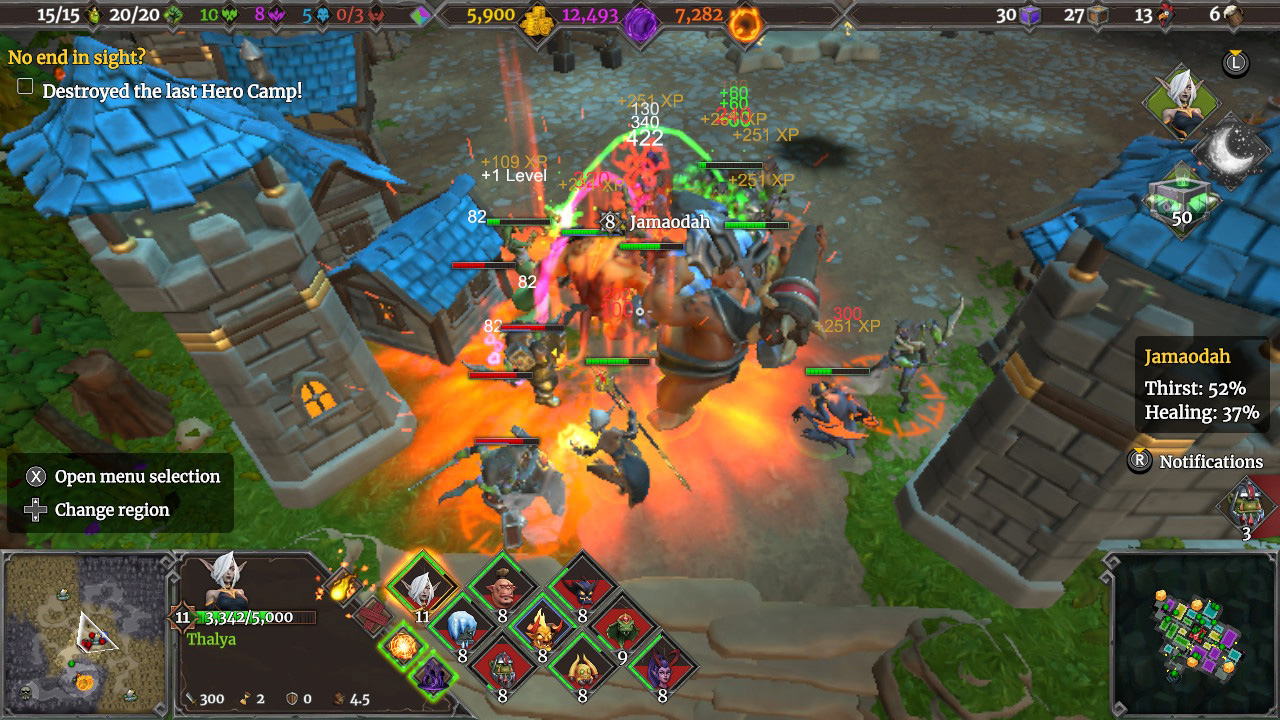 15/15 20/20 10 8 5 0/3 5,900 12,493 7,282 30 27 13 6
No end in sight?
Destroyed the last Hero Camp!
L
+251 XP
130
340
422
+60
+60
+251 XP
+109 XP
+1 Level
+251 XP
82
8 Jamaodah
82
82
300
+251 XP
50
Jamaodah
Thirst: 52%
Healing: 37%
R Notifications
3
X Open menu selection
Change region
11 3,342/5,000
Thalya
300 2 0 4.5
11 8 8
8 8 9
8 8 8